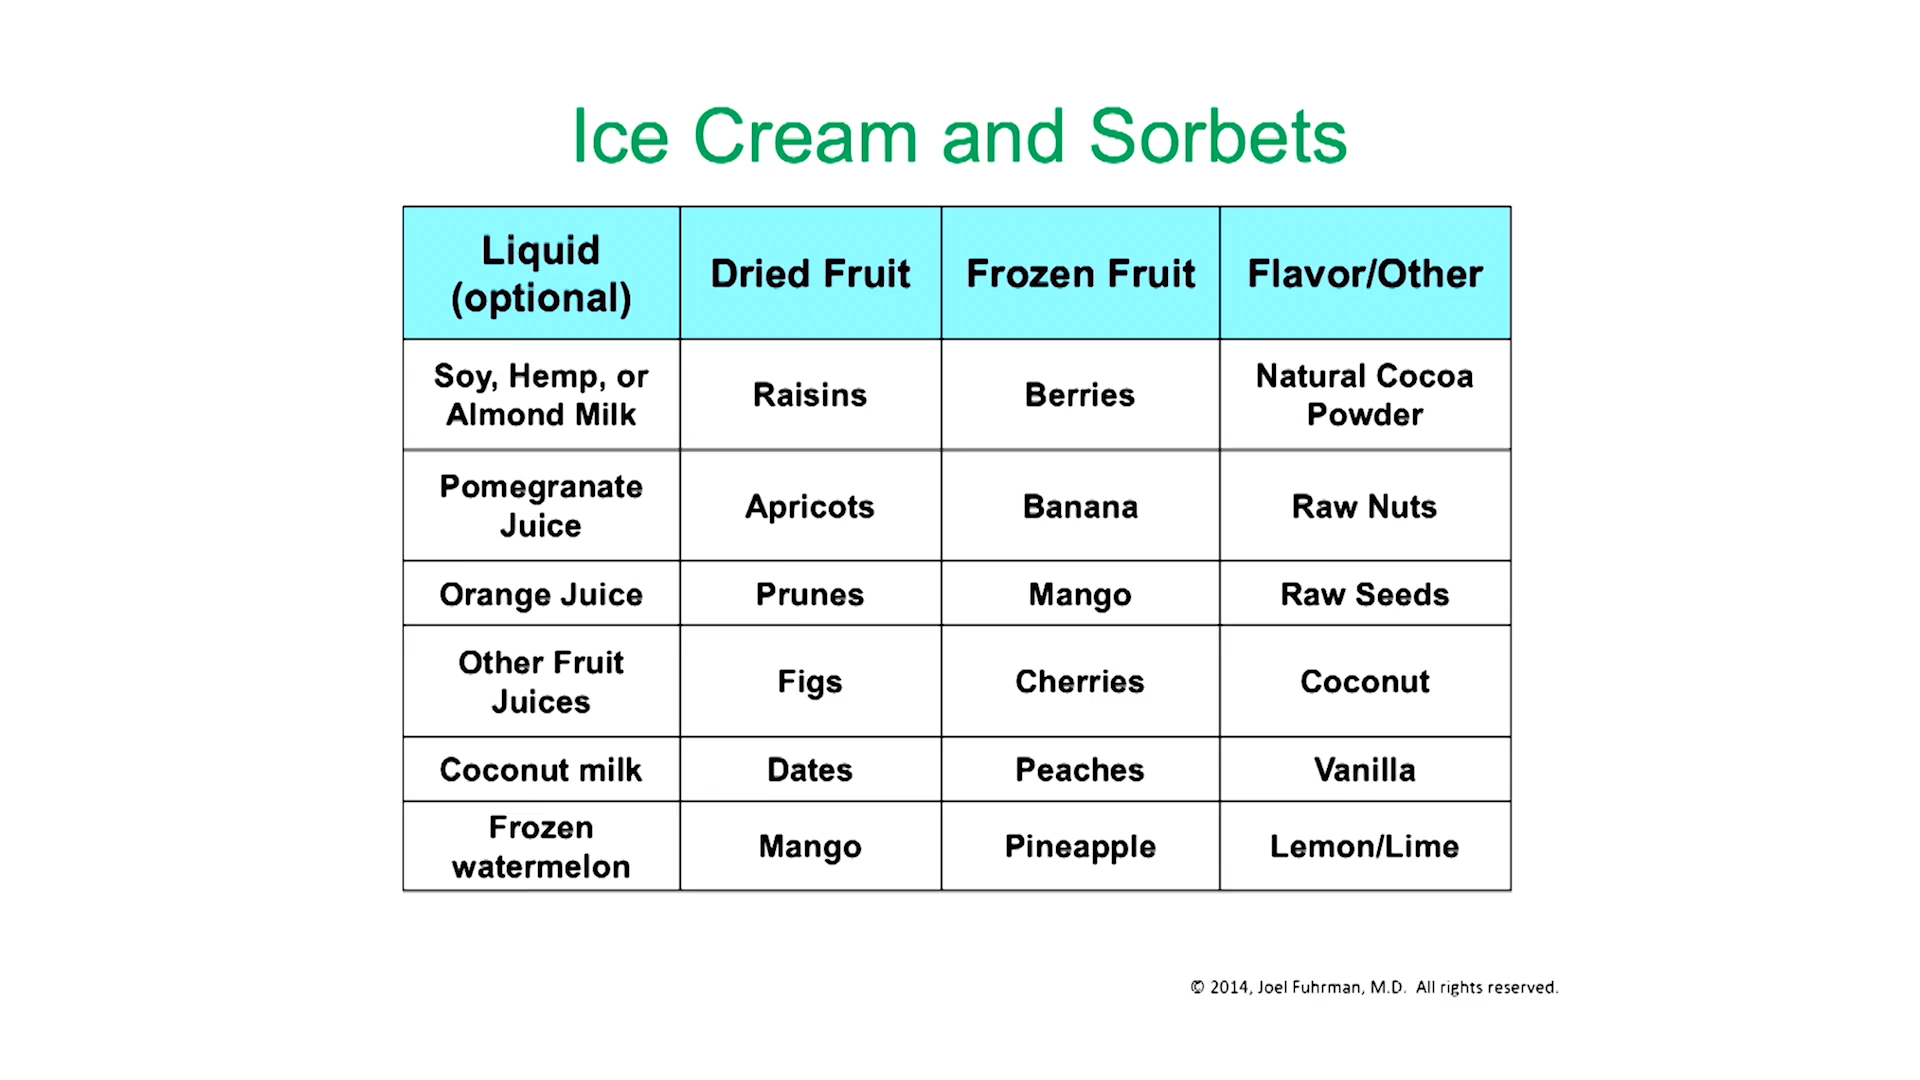 Ice Cream and Sorbets
Liquid (optional) Dried Fruit Frozen Fruit Flavor/Other
Soy, Hemp, or Almond Milk Raisins Berries Natural Cocoa Powder
Pomegranate Juice Apricots Banana Raw Nuts
Orange Juice Prunes Mango Raw Seeds
Other Fruit Juices Figs Cherries Coconut
Coconut milk Dates Peaches Vanilla
Frozen watermelon Mango Pineapple Lemon/Lime
© 2014, Joel Fuhrman, M.D. All rights reserved.